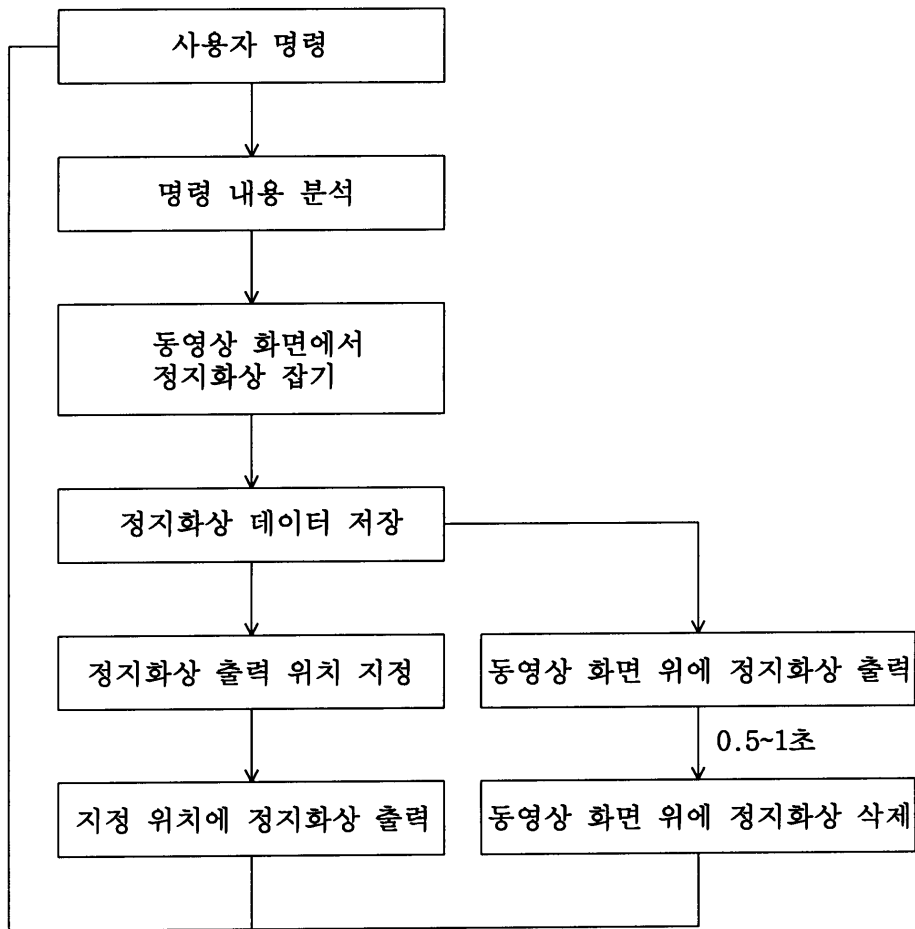 사용자 명령
명령 내용 분석
동영상 화면에서
정지화상 잡기
정지화상 데이터 저장
정지화상 출력 위치 지정
동영상 화면 위에 정지화상 출력
0.5~1초
지정 위치에 정지화상 출력
동영상 화면 위에 정지화상 삭제